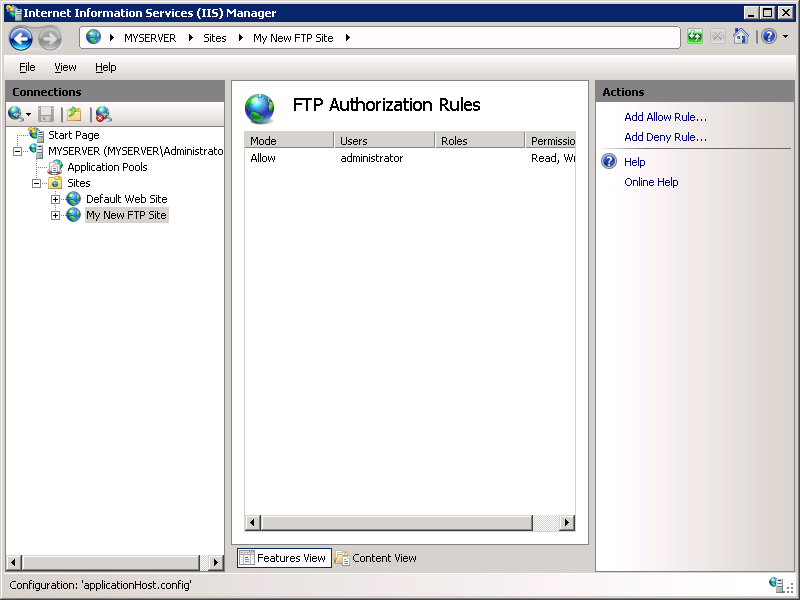 Internet Information Services (IIS) Manager
MYSERVER Sites My New FTP Site
File View Help
Connections
Start Page
MYSERVER (MYSERVER\Administrato
Application Pools
Sites
Default Web Site
My New FTP Site
FTP Authorization Rules
Mode Users Roles Permissio
Allow administrator Read, Wr
Features View Content View
Actions
Add Allow Rule...
Add Deny Rule...
Help
Online Help
Configuration: 'applicationHost.config'